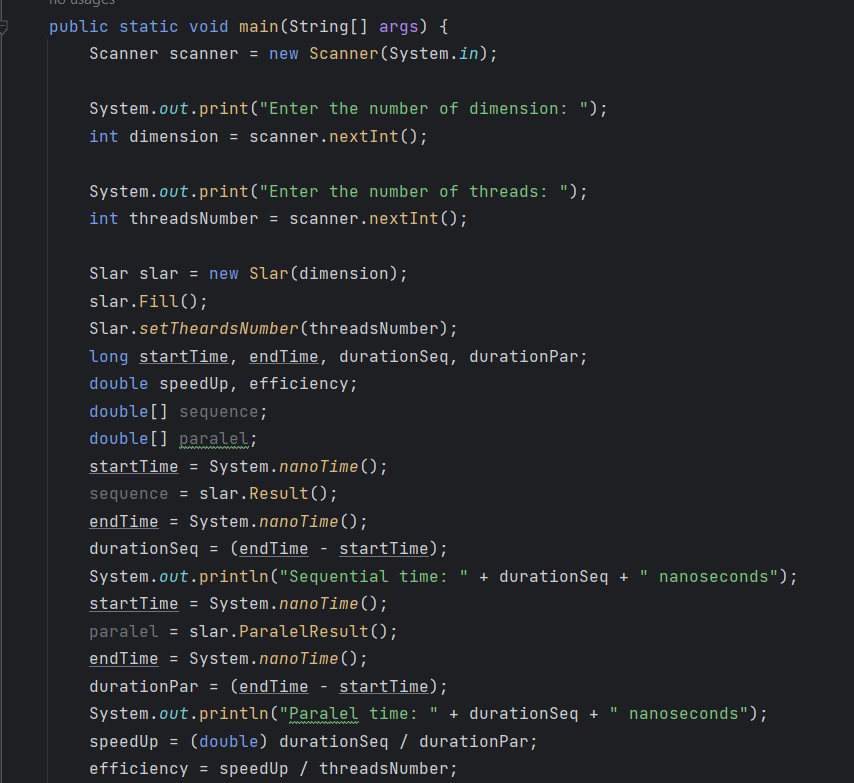 no usages
public static void main(String[] args) {
Scanner scanner = new Scanner(System.in);
System.out.print("Enter the number of dimension: ");
int dimension = scanner.nextInt();
System.out.print("Enter the number of threads: ");
int threadsNumber = scanner.nextInt();
Slar slar = new Slar(dimension);
slar.Fill();
Slar.setTheardsNumber(threadsNumber);
long startTime, endTime, durationSeq, durationPar;
double speedUp, efficiency;
double[] sequence;
double[] paralel;
startTime = System.nanoTime();
sequence = slar.Result();
endTime = System.nanoTime();
durationSeq = (endTime - startTime);
System.out.println("Sequential time: " + durationSeq + " nanoseconds");
startTime = System.nanoTime();
paralel = slar.ParalelResult();
endTime = System.nanoTime();
durationPar = (endTime - startTime);
System.out.println("Paralel time: " + durationSeq + " nanoseconds");
speedUp = (double) durationSeq / durationPar;
efficiency = speedUp / threadsNumber;